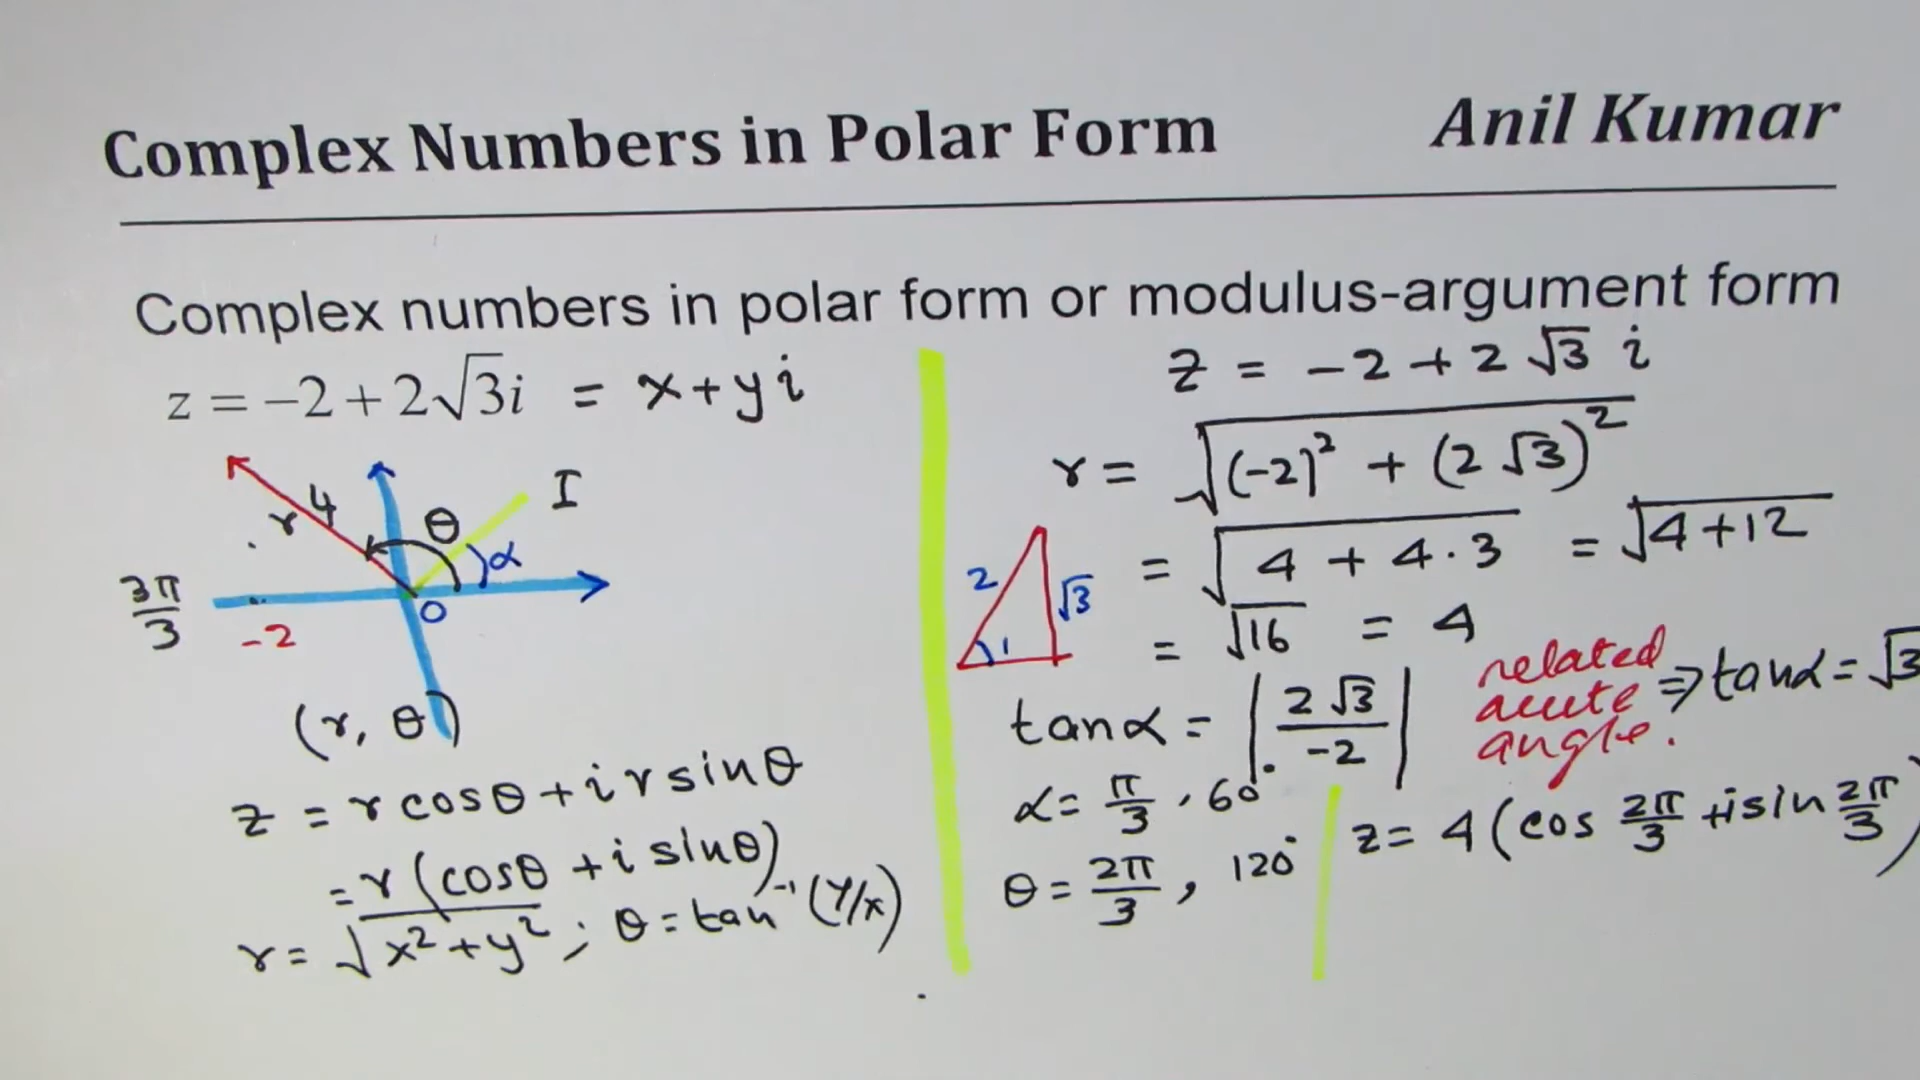 Complex Numbers in Polar Form
Anil Kumar
Complex numbers in polar form or modulus-argument form
z = -2 + 2√3i = x + yi
I
r 4
θ
α
3π/3
-2
0
(r, θ)
z = r cosθ + i r sinθ
= r (cosθ + i sinθ)
r = √(x² + y²) ; θ = tan⁻¹ (y/x)
z = -2 + 2 √3 i
r = √((-2)² + (2 √3)²)
= √(4 + 4·3) = √(4+12)
= √16 = 4
2
√3
1
tanα = |2√3/-2|
related
acute
angle.
⇒ tanα = √3
α = π/3, 60°
θ = 2π/3, 120°
z = 4 (cos 2π/3 + i sin 2π/3)